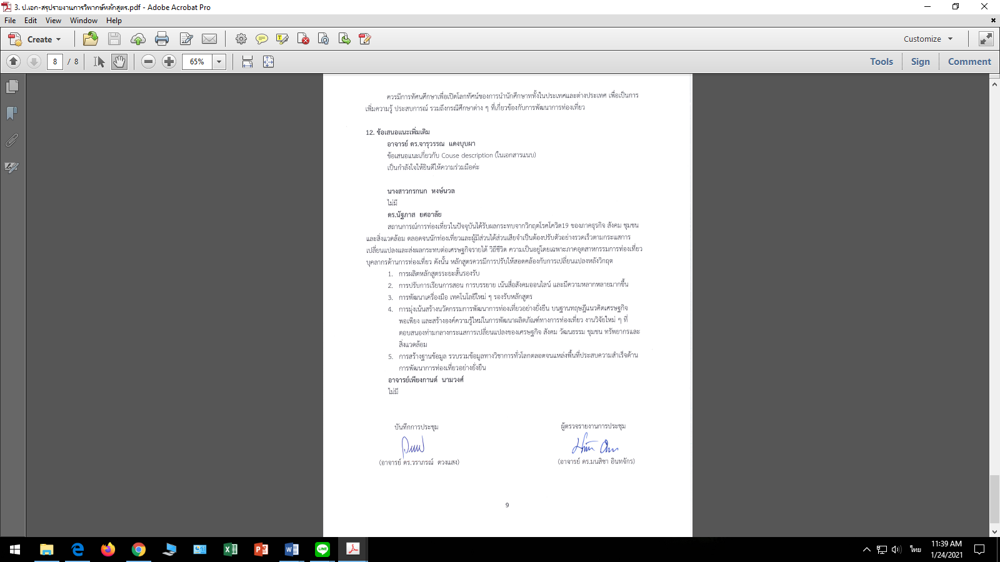 3. ป.เอก-สรุปรายงานการวิพากษ์หลักสูตร.pdf - Adobe Acrobat Pro
File Edit View Window Help
Create
Customize
8 / 8
65%
Tools Sign Comment
ควรมีการทัศนศึกษาเพื่อเปิดโลกทัศน์ของการนำนักศึกษาททั้งในประเทศและต่างประเทศ เพื่อเป็นการ
เพิ่มความรู้ ประสบการณ์ รวมถึงกรณีศึกษาต่าง ๆ ที่เกี่ยวข้องกับการพัฒนาการท่องเที่ยว
12. ข้อเสนอแนะเพิ่มเติม
อาจารย์ ดร.จารุวรรณ แดงบุบผา
ข้อเสนอแนะเกี่ยวกับ Couse description (ในเอกสารแนบ)
เป็นกำลังใจให้ยินดีให้ความร่วมมือค่ะ
นางสาวกรกนก หงษ์นวล
ไม่มี
ดร.นัฐภาส ยศอาลัย
สถานการณ์การท่องเที่ยวในปัจจุบันได้รับผลกระทบจากวิกฤตโรคโควิด19 ของภาคธุรกิจ สังคม ชุมชน
และสิ่งแวดล้อม ตลอดจนนักท่องเที่ยวและผู้มีส่วนได้ส่วนเสียจำเป็นต้องปรับตัวอย่างรวดเร็วตามกระแสการ
เปลี่ยนแปลงและส่งผลกระทบต่อเศรษฐกิจรายได้ วิถีชีวิต ความเป็นอยู่โดยเฉพาะภาคอุตสาหกรรมการท่องเที่ยว
บุคลากรด้านการท่องเที่ยว ดังนั้น หลักสูตรควรมีการปรับให้สอดคล้องกับการเปลี่ยนแปลงหลังวิกฤต
1. การผลิตหลักสูตรระยะสั้นรองรับ
2. การปรับการเรียนการสอน การบรรยาย เน้นสื่อสังคมออนไลน์ และมีความหลากหลายมากขึ้น
3. การพัฒนาเครื่องมือ เทคโนโลยีใหม่ ๆ รองรับหลักสูตร
4. การมุ่งเน้นสร้างนวัตกรรมการพัฒนาการท่องเที่ยวอย่างยั่งยืน บนฐานทฤษฎีแนวคิดเศรษฐกิจ
พอเพียง และสร้างองค์ความรู้ใหม่ในการพัฒนาผลิตภัณฑ์ทางการท่องเที่ยว งานวิจัยใหม่ ๆ ที่
ตอบสนองท่ามกลางกระแสการเปลี่ยนแปลงของเศรษฐกิจ สังคม วัฒนธรรม ชุมชน ทรัพยากรและ
สิ่งแวดล้อม
5. การสร้างฐานข้อมูล รวบรวมข้อมูลทางวิชาการทั่วโลกตลอดจนแหล่งพื้นที่ประสบความสำเร็จด้าน
การพัฒนาการท่องเที่ยวอย่างยั่งยืน
อาจารย์เพียงกานต์ นามวงศ์
ไม่มี
บันทึกการประชุม ผู้ตรวจรายงานการประชุม
(อาจารย์ ดร.วราภรณ์ ดวงแสง) (อาจารย์ ดร.มนสิชา อินทจักร)
9
ไทย
11:39 AM
1/24/2021